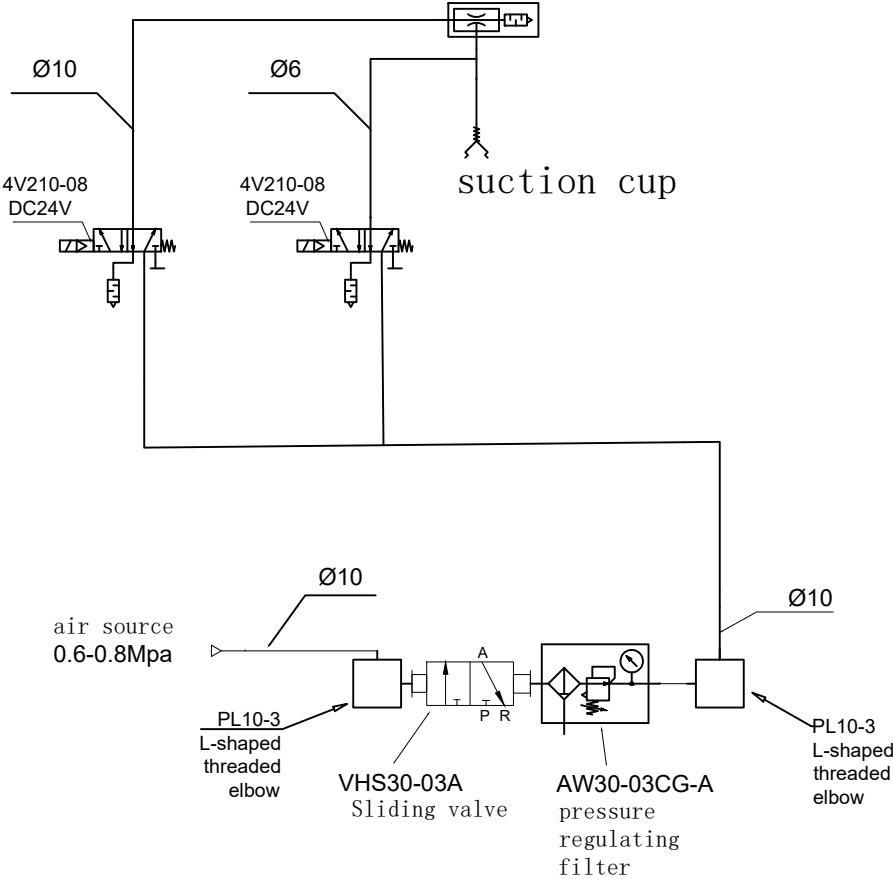 Ø10
Ø6
4V210-08
DC24V
4V210-08
DC24V
suction cup
Ø10
air source
0.6-0.8Mpa
Ø10
A
P R
PL10-3
L-shaped
threaded
elbow
VHS30-03A
Sliding valve
AW30-03CG-A
pressure
regulating
filter
PL10-3
L-shaped
threaded
elbow